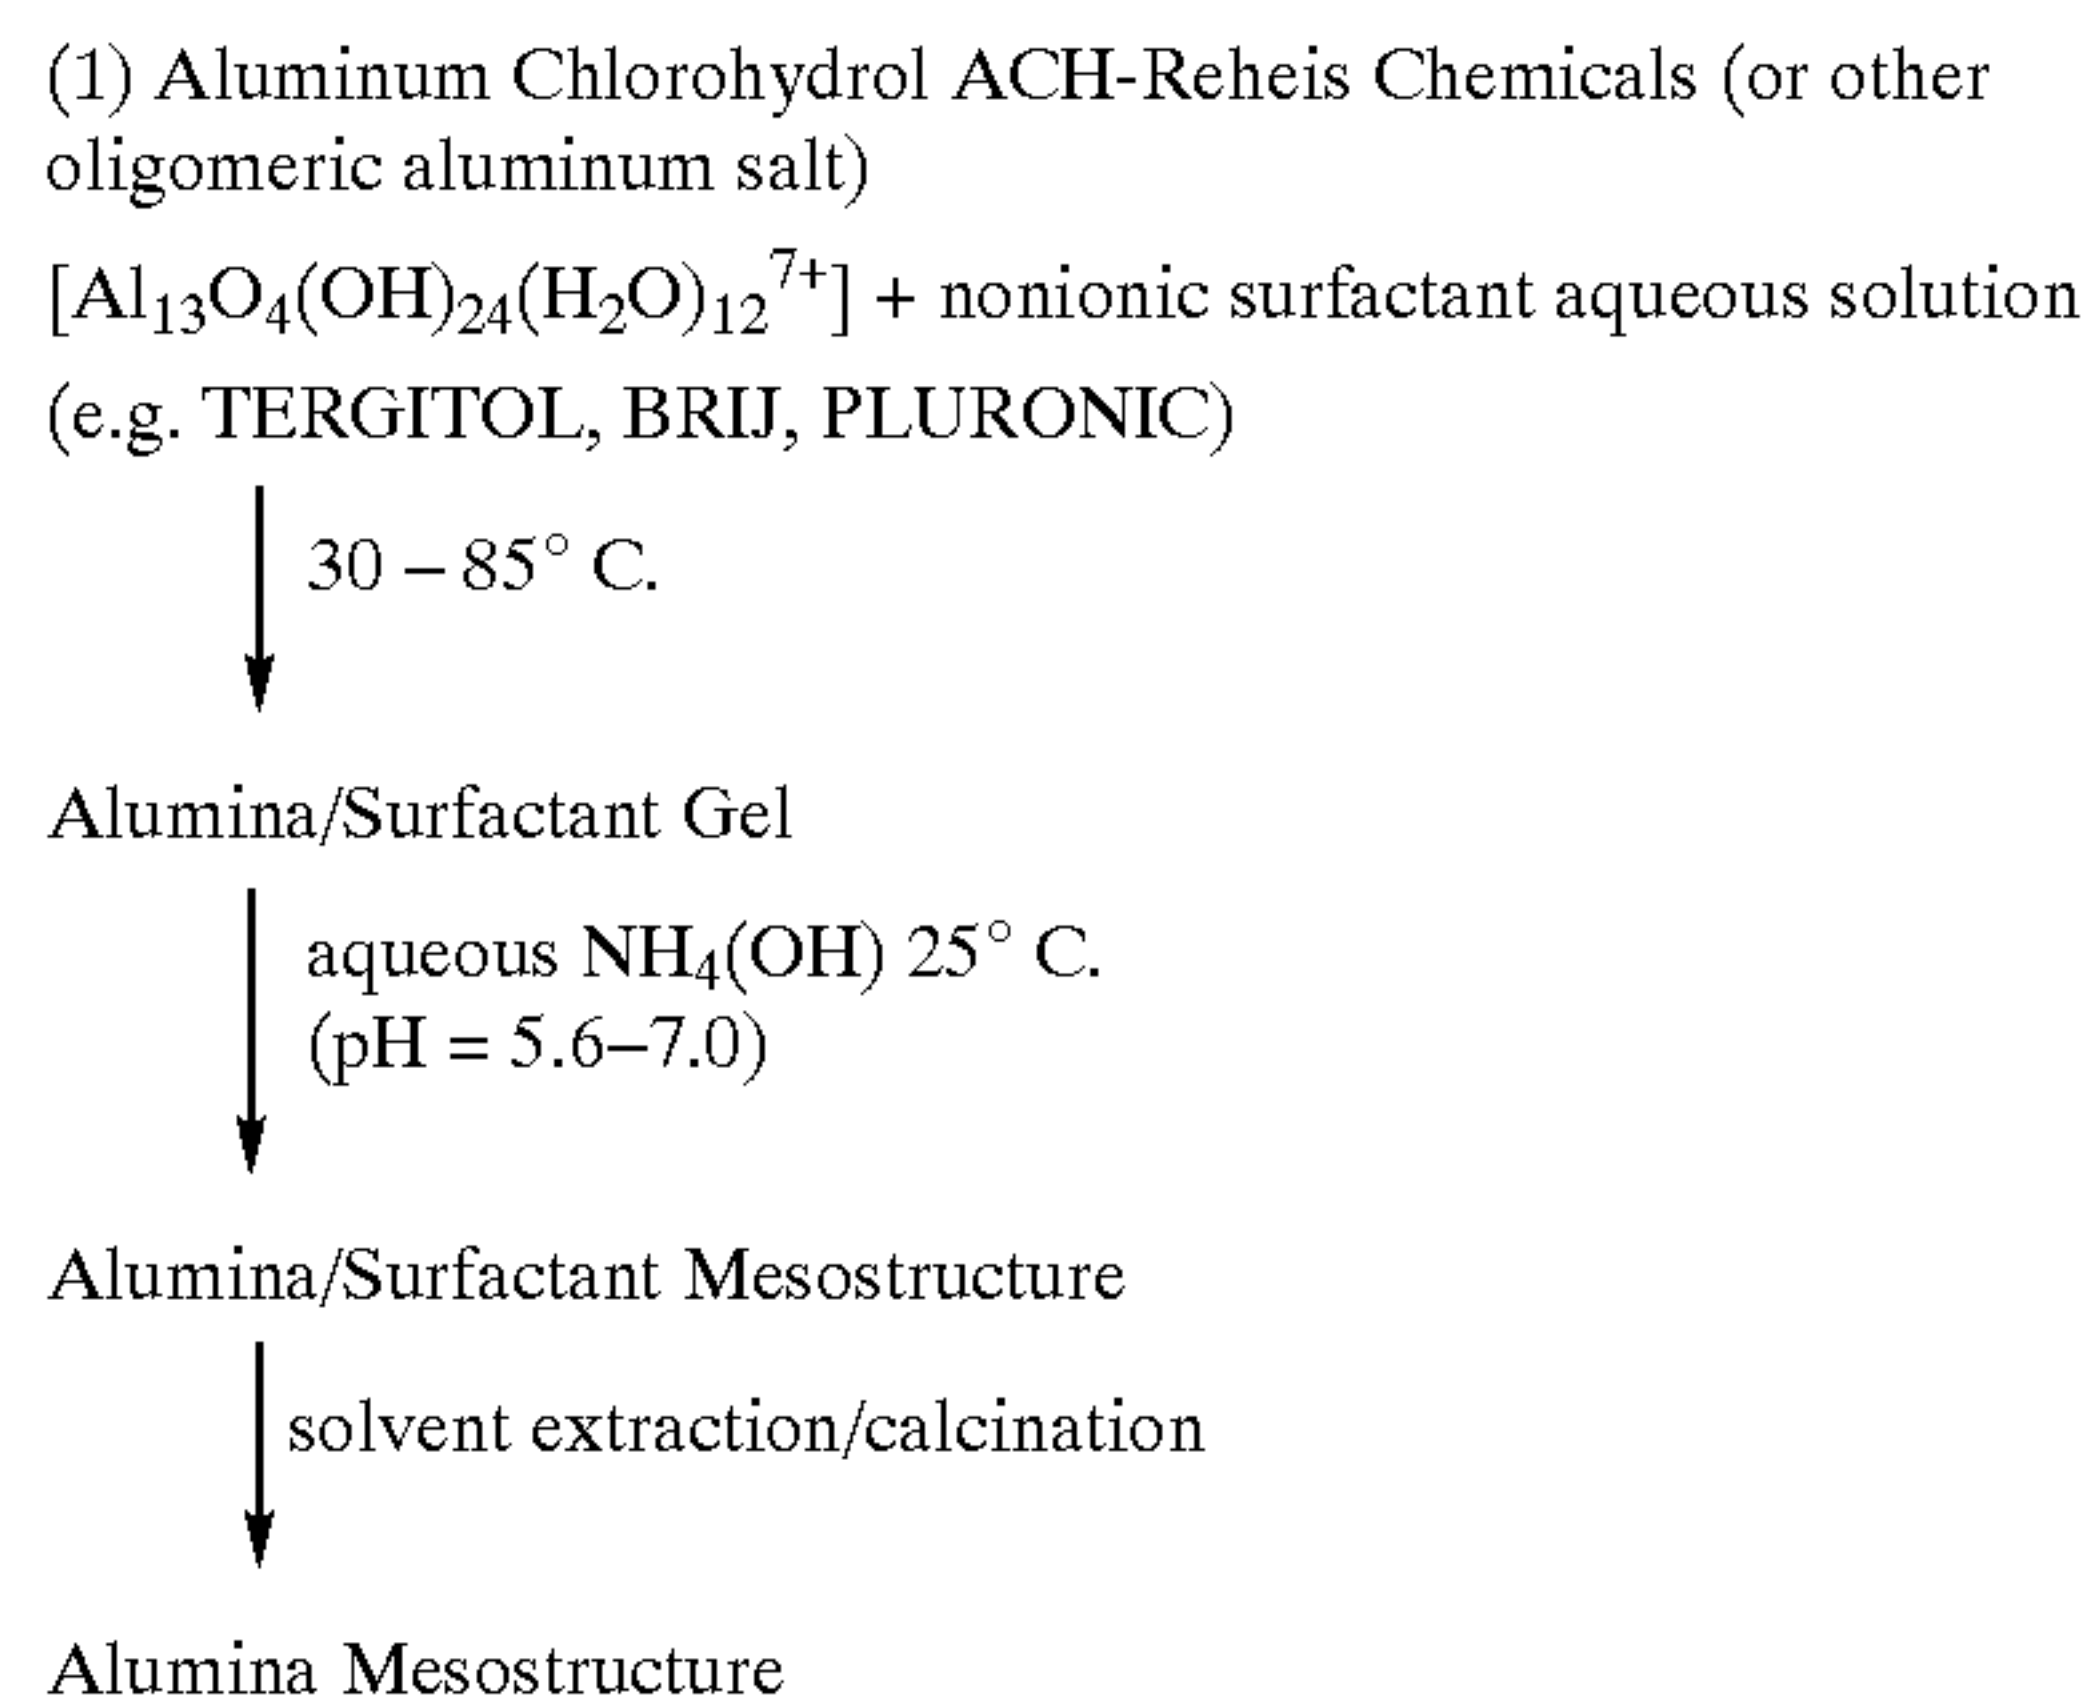 (1) Aluminum Chlorohydrol ACH-Reheis Chemicals (or other
oligomeric aluminum salt)
[Al₁₃O₄(OH)₂₄(H₂O)₁₂⁷⁺] + nonionic surfactant aqueous solution
(e.g. TERGITOL, BRIJ, PLURONIC)
30 – 85° C.
Alumina/Surfactant Gel
aqueous NH₄(OH) 25° C.
(pH = 5.6–7.0)
Alumina/Surfactant Mesostructure
solvent extraction/calcination
Alumina Mesostructure